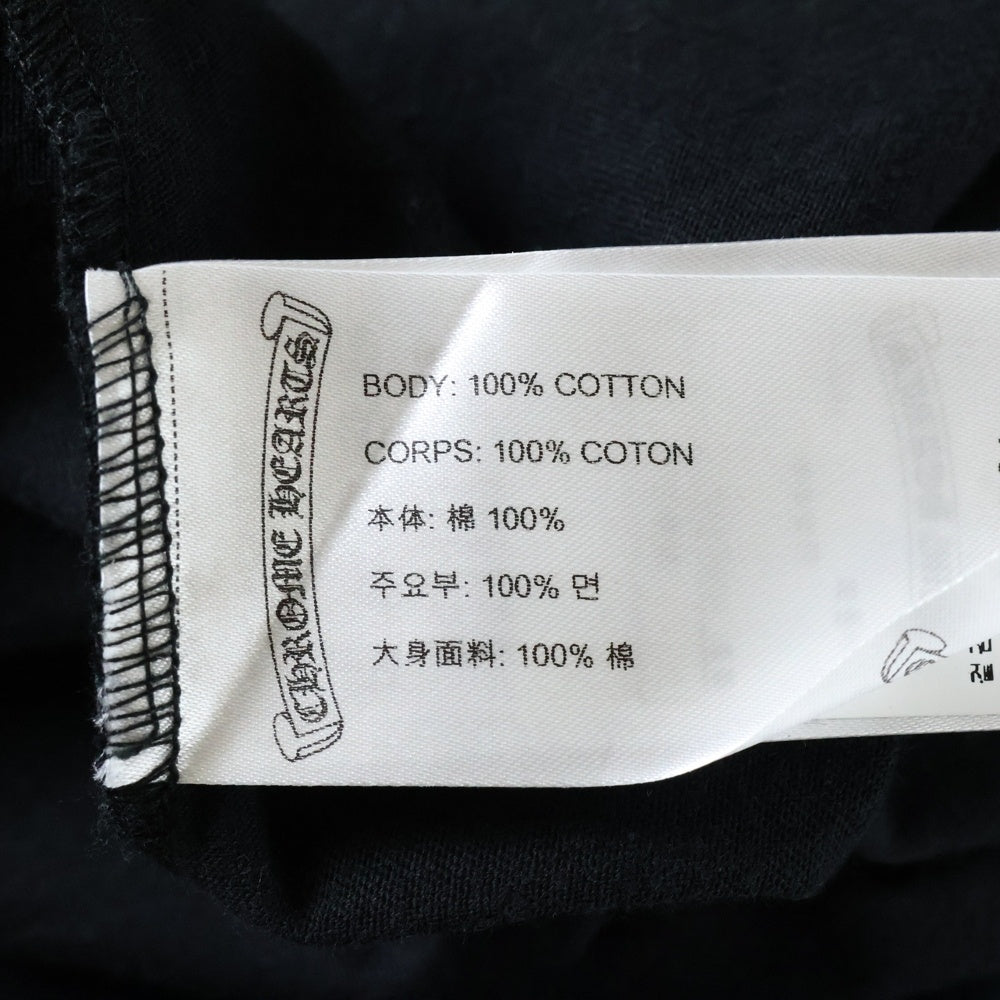 CHROME HEARTS
BODY: 100% COTTON
CORPS: 100% COTON
本体: 棉 100%
주요부: 100% 면
大身面料: 100% 棉